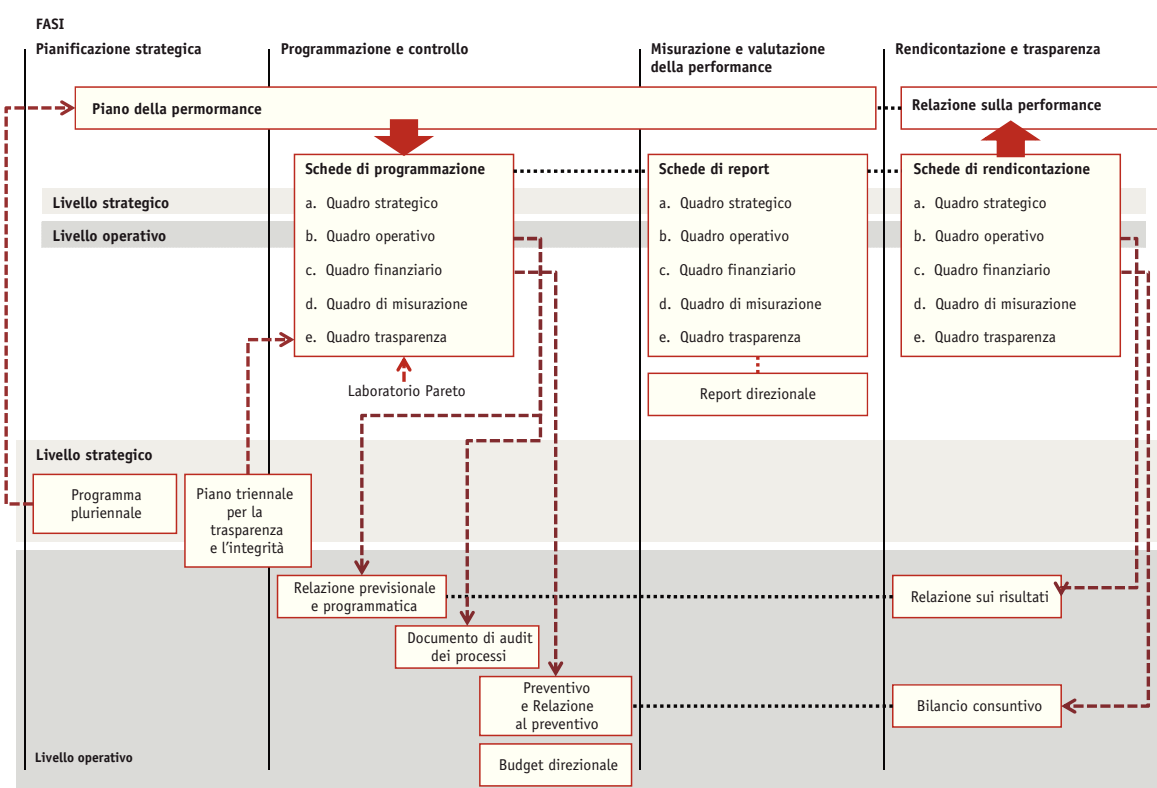 FASI
Pianificazione strategica
Programmazione e controllo
Misurazione e valutazione
della performance
Rendicontazione e trasparenza
Piano della permormance
Relazione sulla performance
Schede di programmazione
a. Quadro strategico
b. Quadro operativo
c. Quadro finanziario
d. Quadro di misurazione
e. Quadro trasparenza
Schede di report
a. Quadro strategico
b. Quadro operativo
c. Quadro finanziario
d. Quadro di misurazione
e. Quadro trasparenza
Schede di rendicontazione
a. Quadro strategico
b. Quadro operativo
c. Quadro finanziario
d. Quadro di misurazione
e. Quadro trasparenza
Livello strategico
Livello operativo
Laboratorio Pareto
Report direzionale
Livello strategico
Programma
pluriennale
Piano triennale
per la
trasparenza
e l'integrità
Relazione previsionale
e programmatica
Relazione sui risultati
Documento di audit
dei processi
Preventivo
e Relazione
al preventivo
Bilancio consuntivo
Livello operativo
Budget direzionale